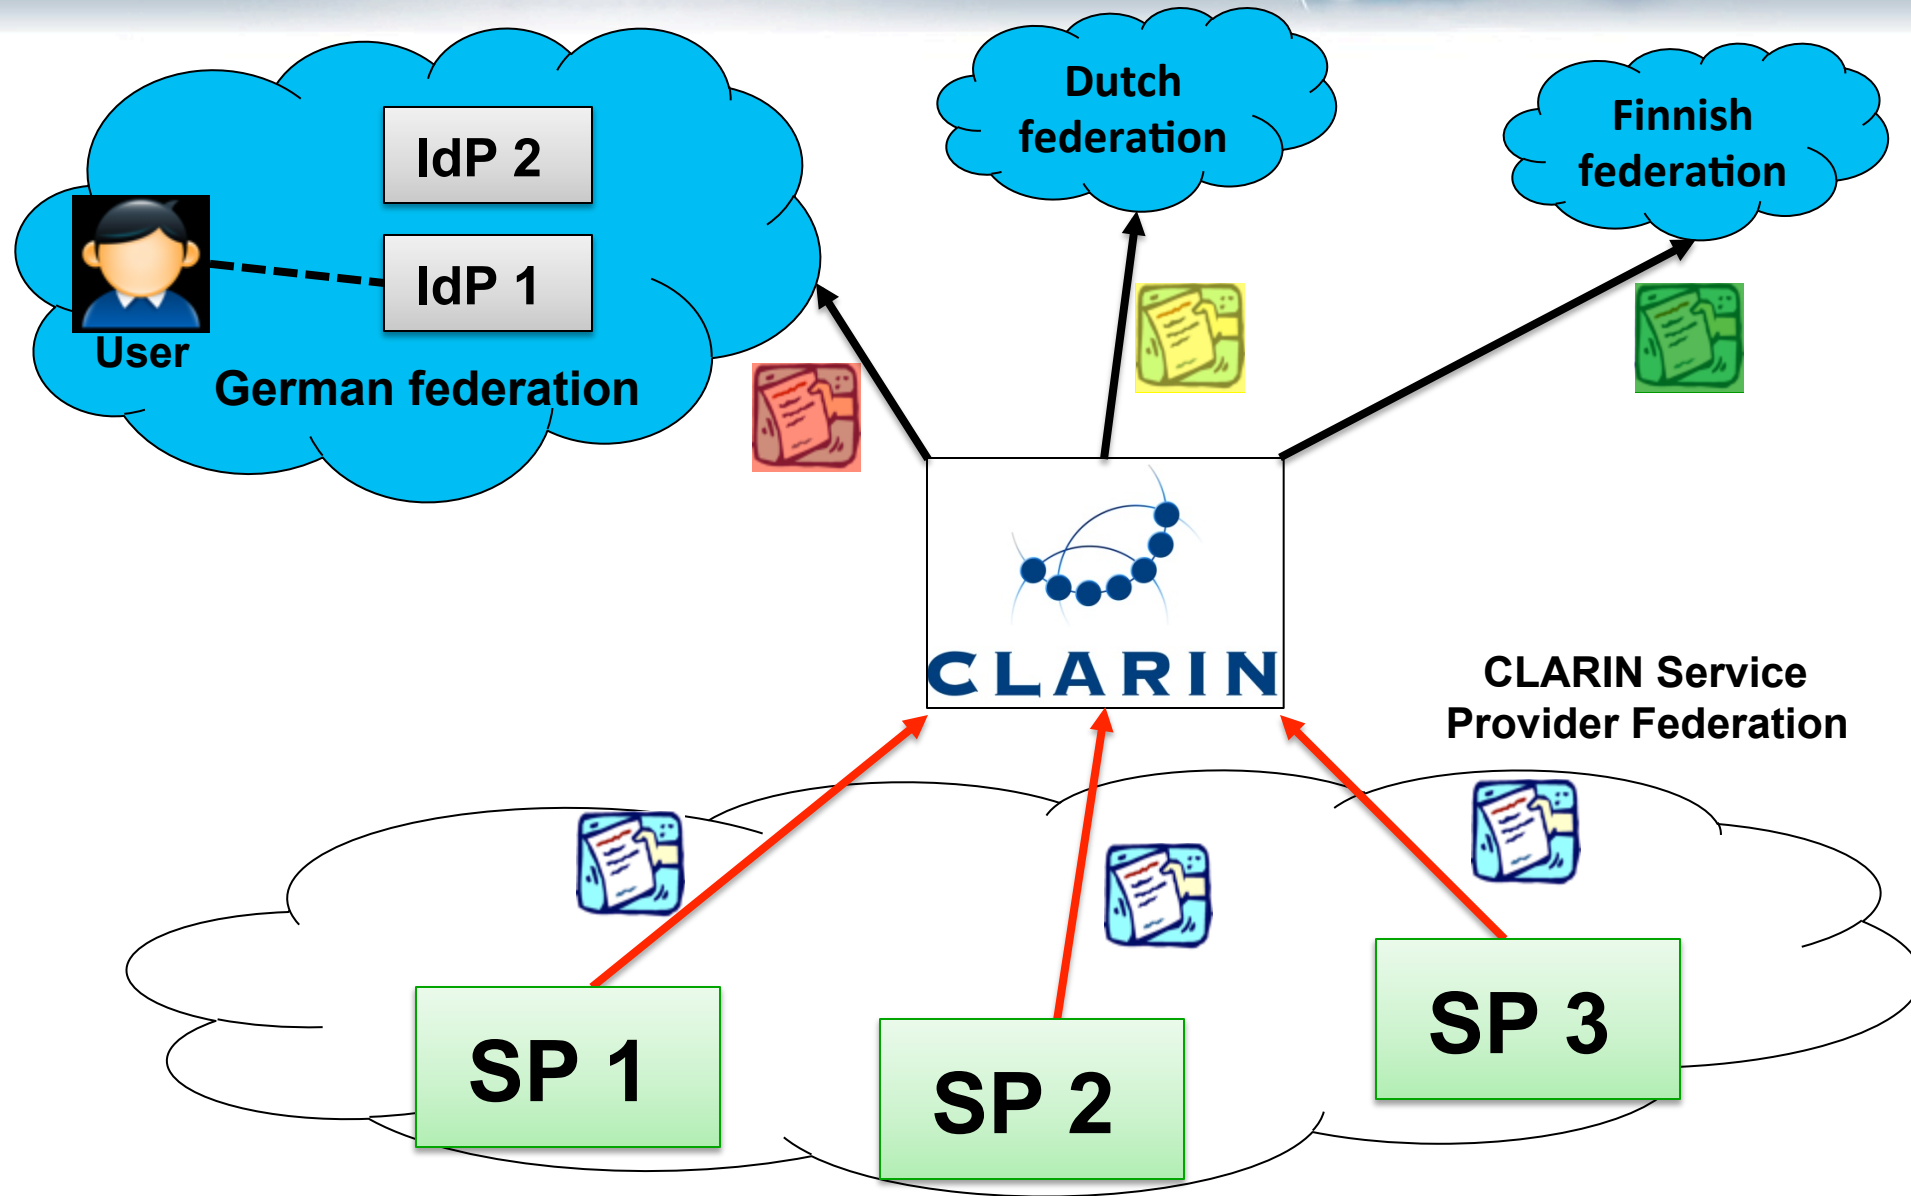 IdP 2
IdP 1
User
German federation
Dutch
federation
Finnish
federation
CLARIN
CLARIN Service
Provider Federation
SP 1
SP 2
SP 3